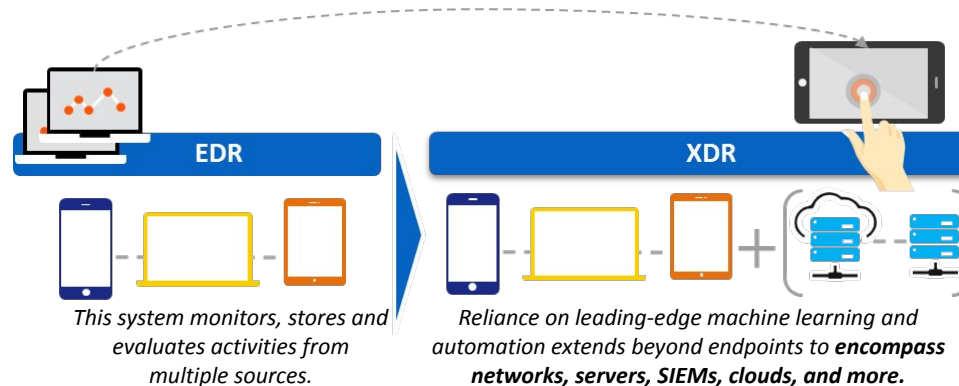 EDR
XDR
This system monitors, stores and
evaluates activities from
multiple sources.
Reliance on leading-edge machine learning and
automation extends beyond endpoints to encompass
networks, servers, SIEMs, clouds, and more.